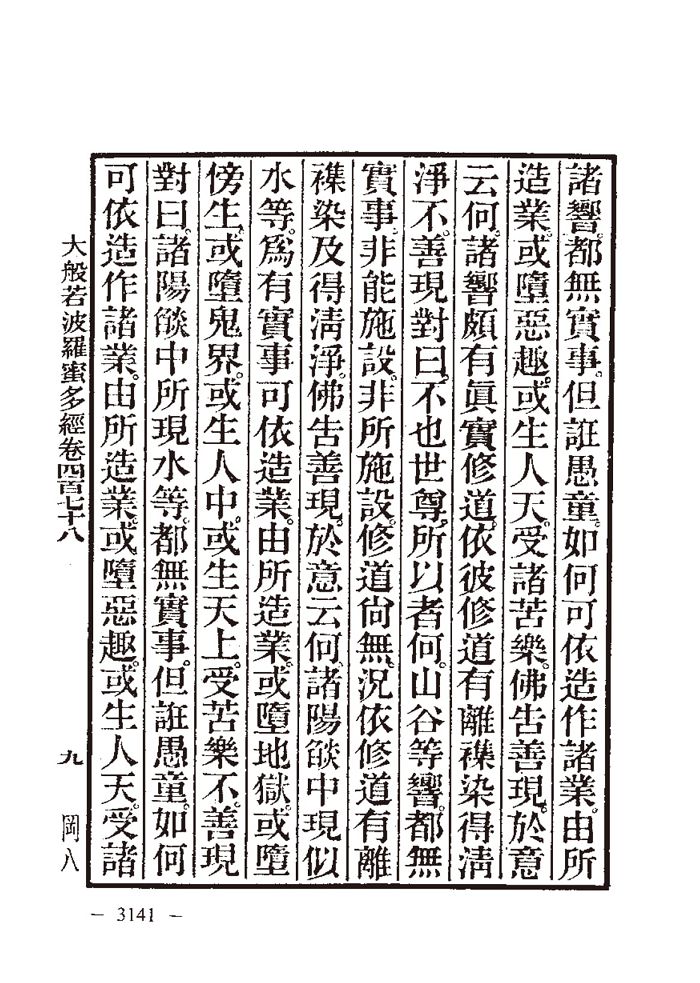 諸響。都無實事。但誑愚童。如何可依造作諸業。由所
造業。或墮惡趣。或生人天。受諸苦樂。佛告善現。於意
云何。諸響頗有眞實修道。依彼修道有離襍染得淸
淨不。善現對曰。不也世尊。所以者何。山谷等響。都無
實事。非能施設。非所施設。修道尙無。況依修道有離
襍染及得淸淨。佛告善現。於意云何。諸陽燄中現似
水等。爲有實事可依造業。由所造業。或墮地獄。或墮
傍生。或墮鬼界。或生人中。或生天上。受苦樂不。善現
對曰。諸陽燄中所現水等。都無實事。但誑愚童。如何
可依造作諸業。由所造業。或墮惡趣。或生人天。受諸
大般若波羅蜜多經卷四百七十八
九
岡八
— 3141 —